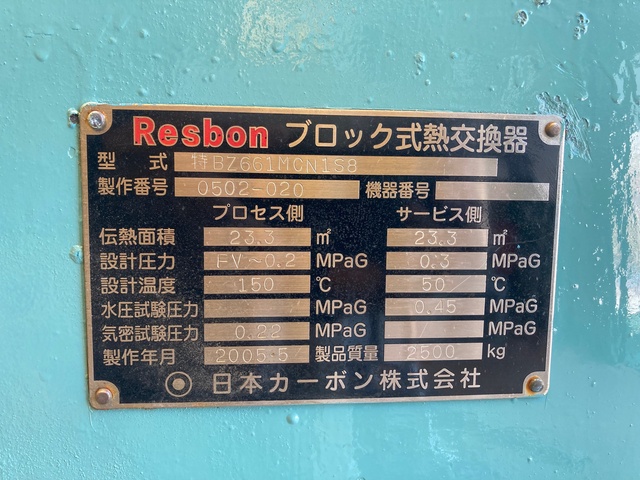 Resbon ブロック式熱交換器
型 式 特BZ661MCN1S8
製作番号 0502-020 機器番号
プロセス側 サービス側
伝熱面積 23.3 ㎡ 23.3 ㎡
設計圧力 FV～0.2 MPaG 0.3 MPaG
設計温度 150 ℃ 50 ℃
水圧試験圧力 / MPaG 0.45 MPaG
気密試験圧力 0.22 MPaG / MPaG
製作年月 2005.5 製品質量 2500 kg
日本カーボン株式会社